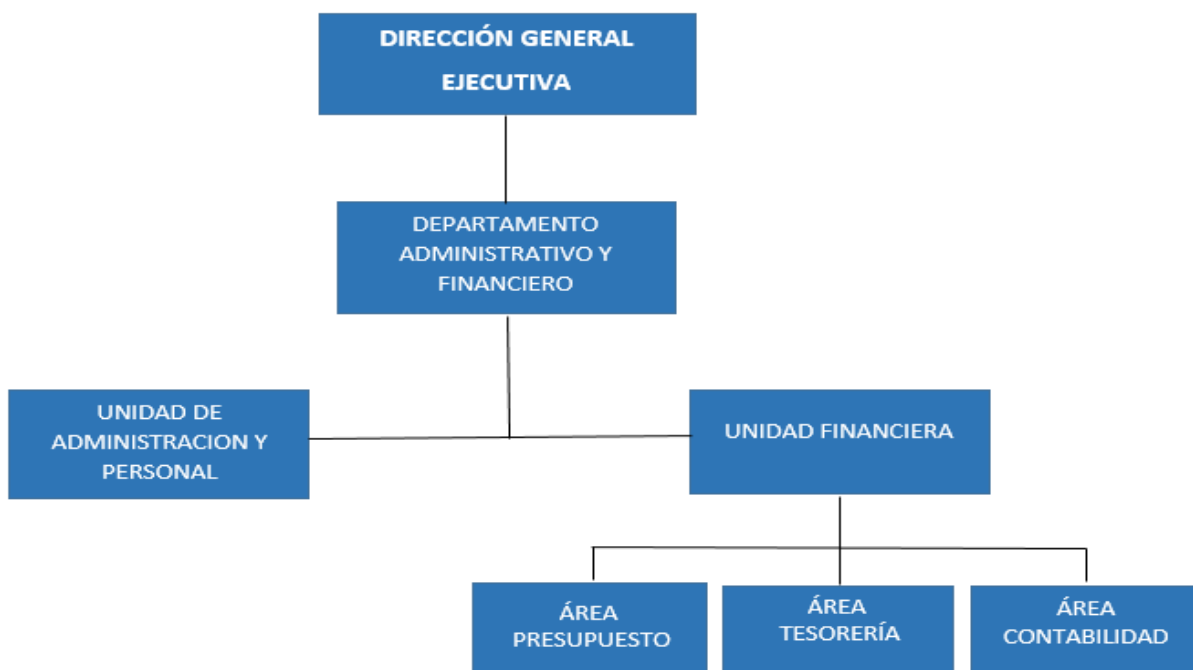 DIRECCIÓN GENERAL
EJECUTIVA
DEPARTAMENTO
ADMINISTRATIVO Y
FINANCIERO
UNIDAD DE
ADMINISTRACION Y
PERSONAL
UNIDAD FINANCIERA
ÁREA
PRESUPUESTO
ÁREA
TESORERÍA
ÁREA
CONTABILIDAD